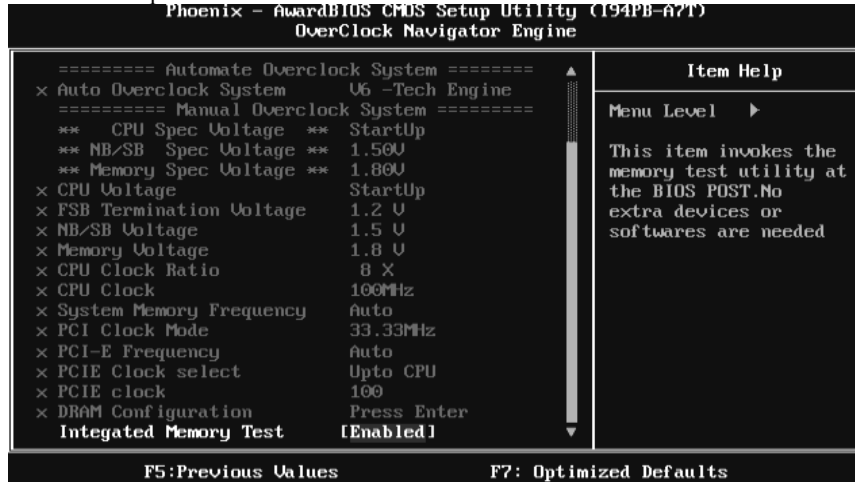 Phoenix - AwardBIOS CMOS Setup Utility (I94PB-A7T)
OverClock Navigator Engine
========= Automate Overclock System ========
x Auto Overclock System V6 -Tech Engine
========== Manual Overclock System =========
** CPU Spec Voltage ** StartUp
** NB/SB Spec Voltage ** 1.50V
** Memory Spec Voltage ** 1.80V
x CPU Voltage StartUp
x FSB Termination Voltage 1.2 V
x NB/SB Voltage 1.5 V
x Memory Voltage 1.8 V
x CPU Clock Ratio 8 X
x CPU Clock 100MHz
x System Memory Frequency Auto
x PCI Clock Mode 33.33MHz
x PCI-E Frequency Auto
x PCIE Clock select Upto CPU
x PCIE clock 100
x DRAM Configuration Press Enter
Integated Memory Test [Enabled]
Item Help
Menu Level ▶
This item invokes the
memory test utility at
the BIOS POST.No
extra devices or
softwares are needed
F5:Previous Values F7: Optimized Defaults